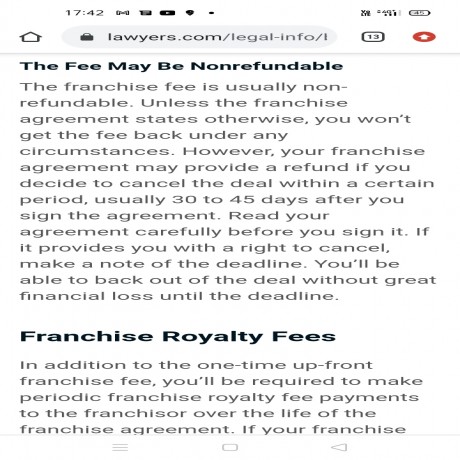 17:42
lawyers.com/legal-info/l
13
45
The Fee May Be Nonrefundable
The franchise fee is usually non-
refundable. Unless the franchise
agreement states otherwise, you won't
get the fee back under any
circumstances. However, your franchise
agreement may provide a refund if you
decide to cancel the deal within a certain
period, usually 30 to 45 days after you
sign the agreement. Read your
agreement carefully before you sign it. If
it provides you with a right to cancel,
make a note of the deadline. You'll be
able to back out of the deal without great
financial loss until the deadline.
Franchise Royalty Fees
In addition to the one-time up-front
franchise fee, you'll be required to make
periodic franchise royalty fee payments
to the franchisor over the life of the
franchise agreement. If your franchise